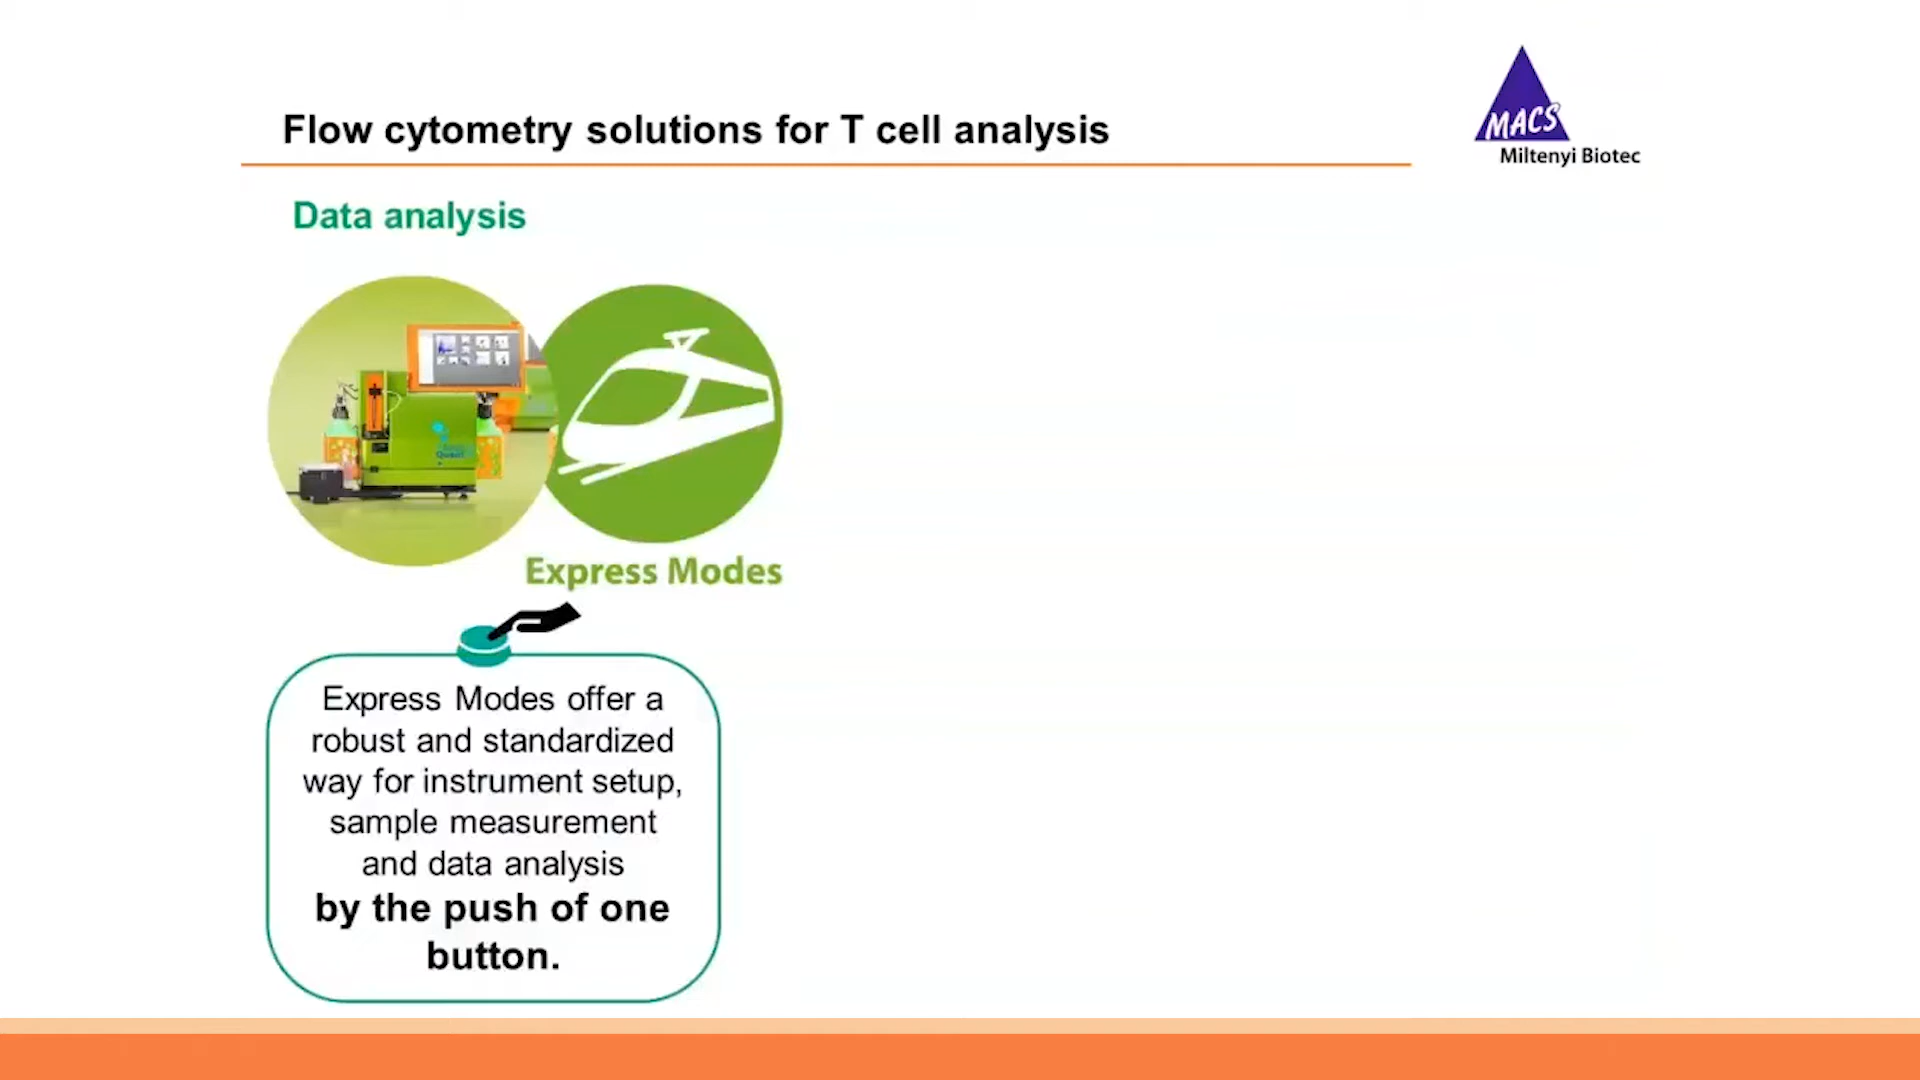 Flow cytometry solutions for T cell analysis
MACS
Miltenyi Biotec
Data analysis
Express Modes
Express Modes offer a
robust and standardized
way for instrument setup,
sample measurement
and data analysis
by the push of one
button.